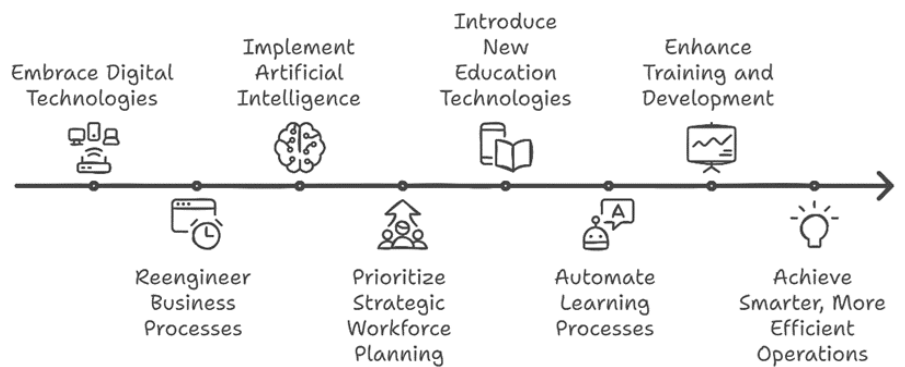 Embrace Digital
Technologies
Reengineer
Business
Processes
Implement
Artificial
Intelligence
Prioritize
Strategic
Workforce
Planning
Introduce
New
Education
Technologies
A
Automate
Learning
Processes
Enhance
Training and
Development
Achieve
Smarter, More
Efficient
Operations